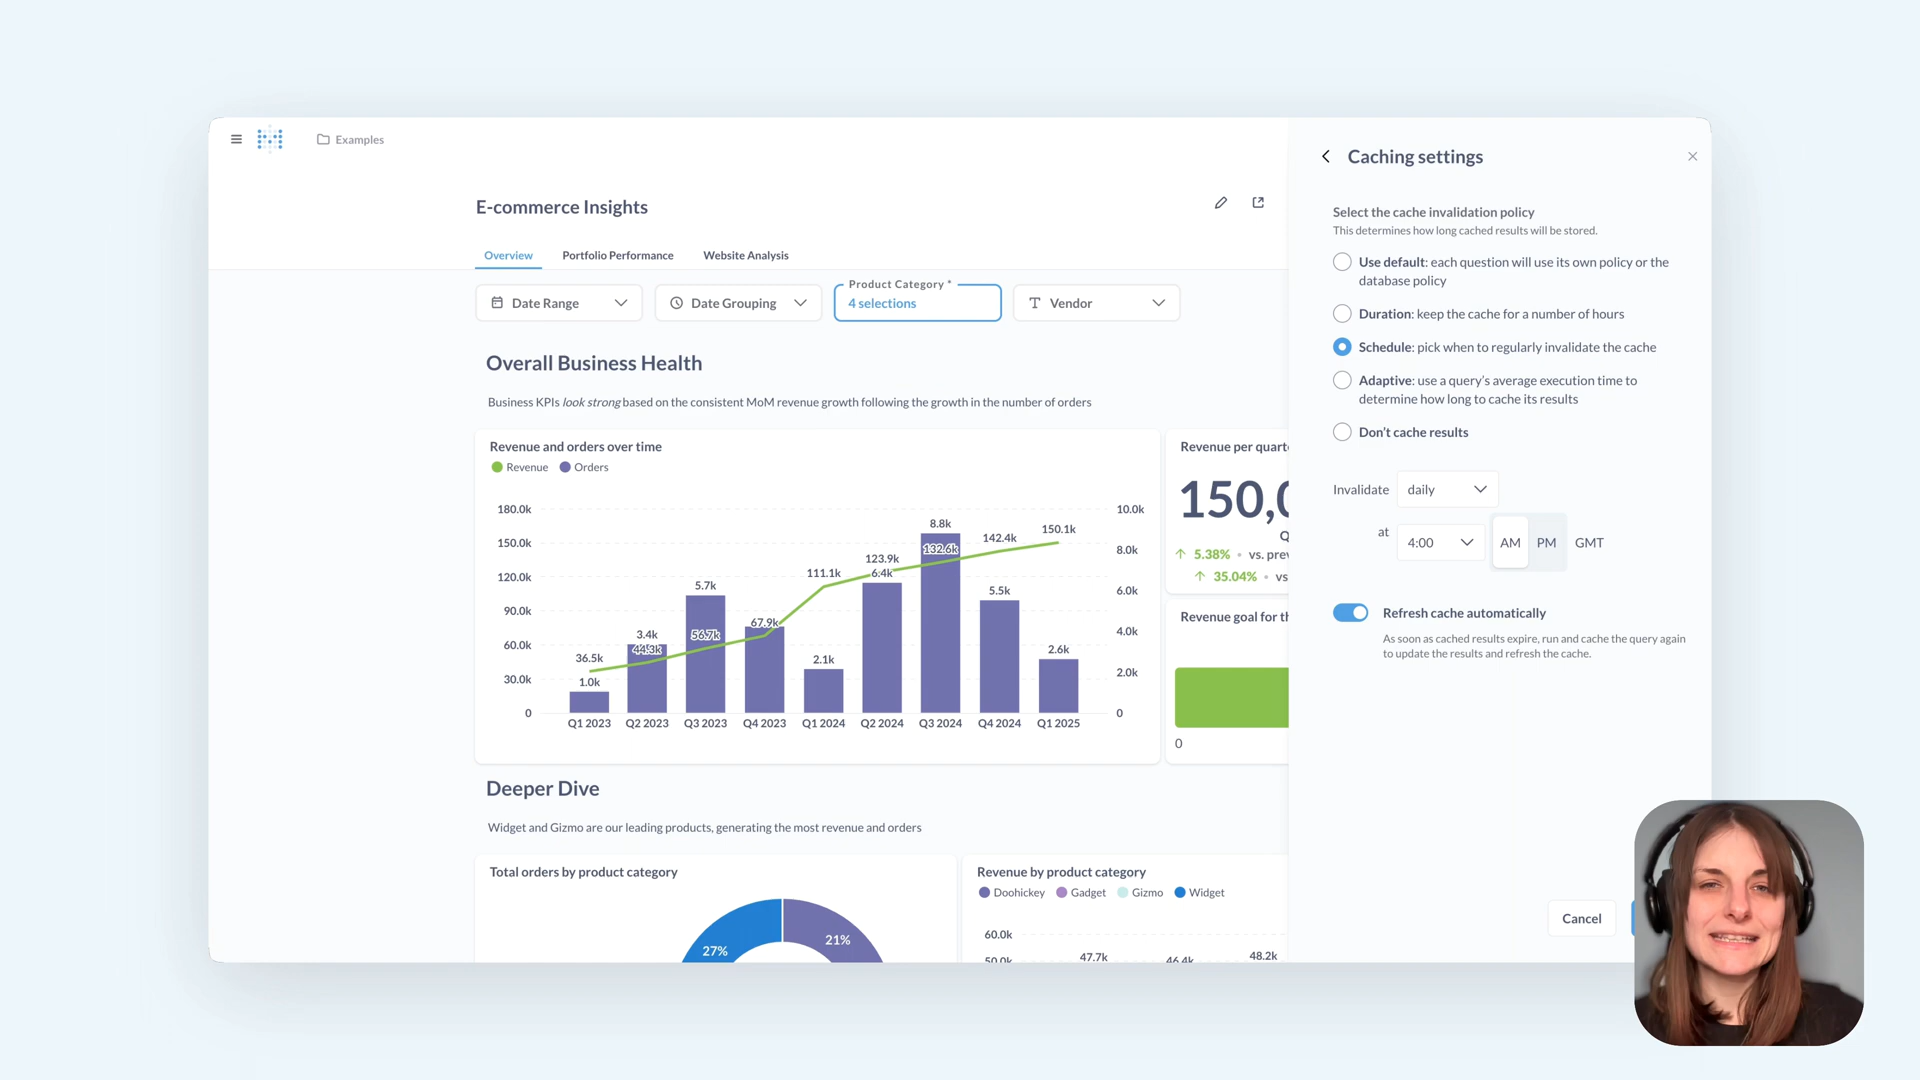 Examples
E-commerce Insights
Overview
Portfolio Performance
Website Analysis
Date Range
Date Grouping
Product Category *
4 selections
Vendor
Overall Business Health
Business KPIs look strong based on the consistent MoM revenue growth following the growth in the number of orders
Revenue and orders over time
Revenue
Orders
180.0k
150.0k
120.0k
90.0k
60.0k
30.0k
0
10.0k
8.0k
6.0k
4.0k
2.0k
0
36.5k
1.0k
3.4k
44.3k
5.7k
56.7k
67.9k
111.1k
2.1k
123.9k
6.4k
8.8k
132.6k
142.4k
5.5k
150.1k
2.6k
Q1 2023
Q2 2023
Q3 2023
Q4 2023
Q1 2024
Q2 2024
Q3 2024
Q4 2024
Q1 2025
Revenue per quart
150,
Q
5.38% • vs. prev
35.04% • vs
Revenue goal for th
0
Deeper Dive
Widget and Gizmo are our leading products, generating the most revenue and orders
Total orders by product category
27%
21%
Revenue by product category
Doohickey
Gadget
Gizmo
Widget
60.0k
50.0k
47.7k
46.4k
48.2k
Caching settings
Select the cache invalidation policy
This determines how long cached results will be stored.
Use default: each question will use its own policy or the
database policy
Duration: keep the cache for a number of hours
Schedule: pick when to regularly invalidate the cache
Adaptive: use a query’s average execution time to
determine how long to cache its results
Don’t cache results
Invalidate
daily
at
4:00
AM
PM
GMT
Refresh cache automatically
As soon as cached results expire, run and cache the query again
to update the results and refresh the cache.
Cancel